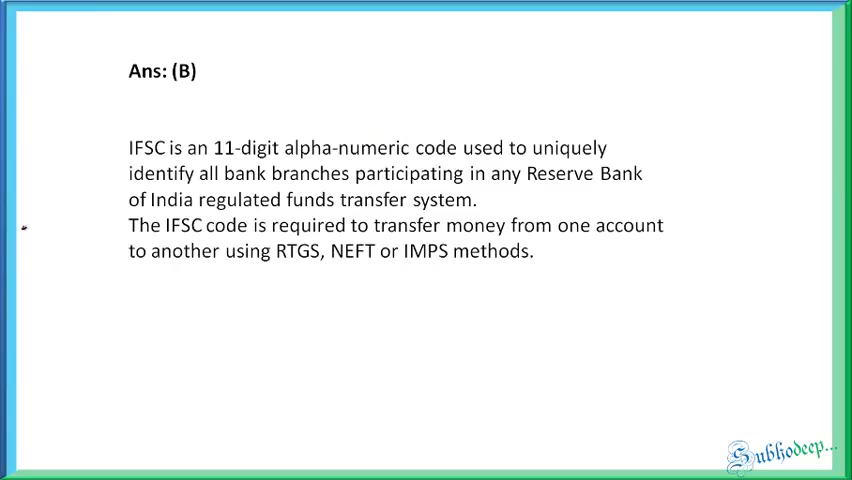 Ans: (B)
IFSC is an 11-digit alpha-numeric code used to uniquely
identify all bank branches participating in any Reserve Bank
of India regulated funds transfer system.
The IFSC code is required to transfer money from one account
to another using RTGS, NEFT or IMPS methods.
Subhodeep...